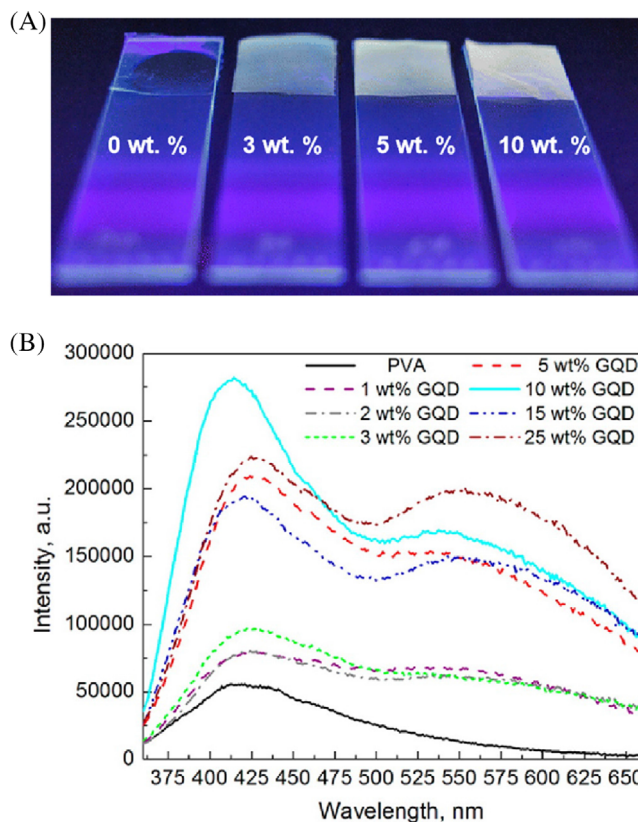 (A)
0 wt. %
3 wt. %
5 wt. %
10 wt. %
(B)
300000
250000
200000
150000
100000
50000
0
Intensity, a.u.
PVA
1 wt% GQD
2 wt% GQD
3 wt% GQD
5 wt% GQD
10 wt% GQD
15 wt% GQD
25 wt% GQD
375 400 425 450 475 500 525 550 575 600 625 650
Wavelength, nm